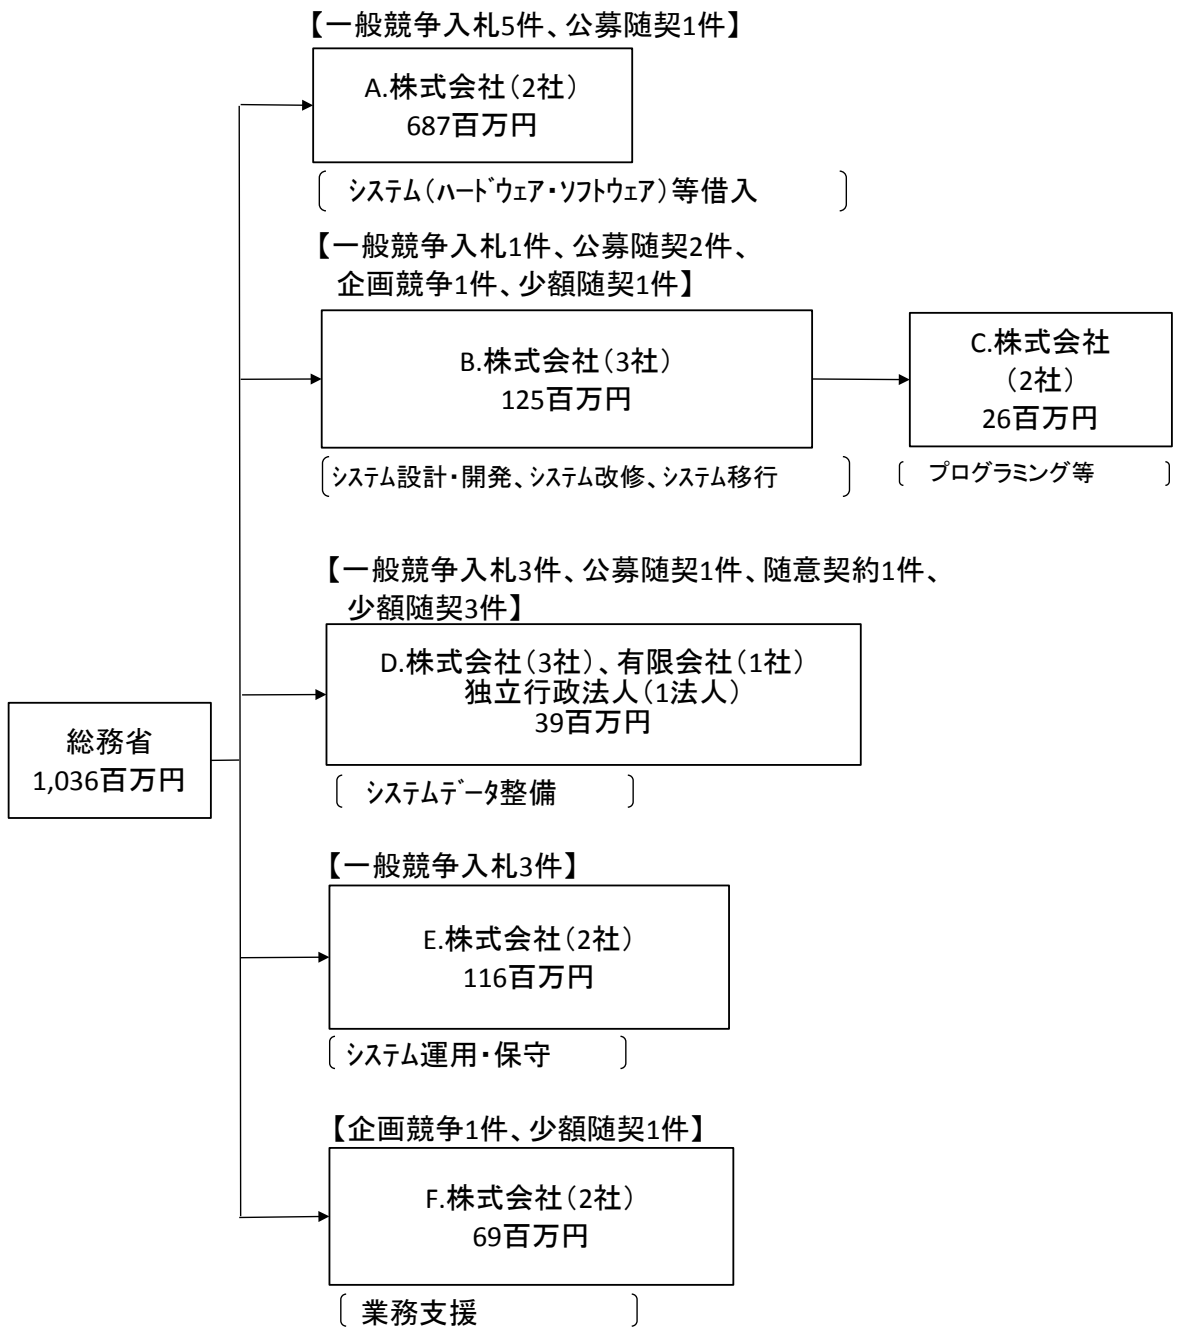 【一般競争入札5件、公募随契1件】
A.株式会社(2社)
687百万円
システム(ハードウェア・ソフトウェア)等借入
【一般競争入札1件、公募随契2件、
企画競争1件、少額随契1件】
B.株式会社(3社)
125百万円
システム設計・開発、システム改修、システム移行
C.株式会社
(2社)
26百万円
プログラミング等
【一般競争入札3件、公募随契1件、随意契約1件、
少額随契3件】
D.株式会社(3社)、有限会社(1社)
独立行政法人(1法人)
39百万円
システムデータ整備
総務省
1,036百万円
【一般競争入札3件】
E.株式会社(2社)
116百万円
システム運用・保守
【企画競争1件、少額随契1件】
F.株式会社(2社)
69百万円
業務支援